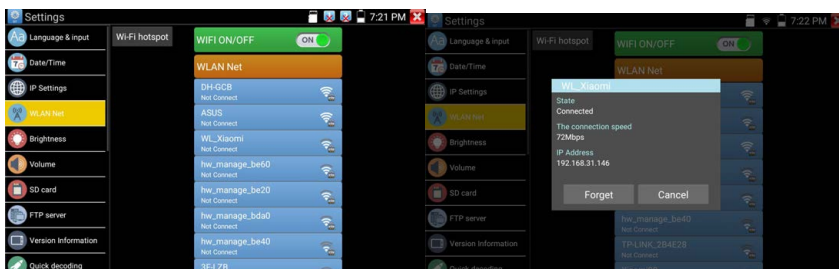 Settings
7:21 PM
Language & input
Date/Time
IP Settings
WLAN Net
Brightness
Volume
SD card
FTP server
Version Information
Quick decoding
Wi-Fi hotspot
WIFI ON/OFF
ON
WLAN Net
DH-GCB
Not Connect
ASUS
Not Connect
WL_Xiaomi
Not Connect
hw_manage_be60
Not Connect
hw_manage_be20
Not Connect
hw_manage_bda0
Not Connect
hw_manage_be40
Not Connect
Settings
7:22 PM
Language & input
Date/Time
IP Settings
WLAN Net
Brightness
Volume
SD card
FTP server
Version Information
Quick decoding
Wi-Fi hotspot
WIFI ON/OFF
ON
WLAN Net
WL_Xiaomi
State
Connected
The connection speed
72Mbps
IP Address
192.168.31.146
Forget
Cancel
hw_manage_be40
Not Connect
TP-LINK_2B4E28
Not Connect